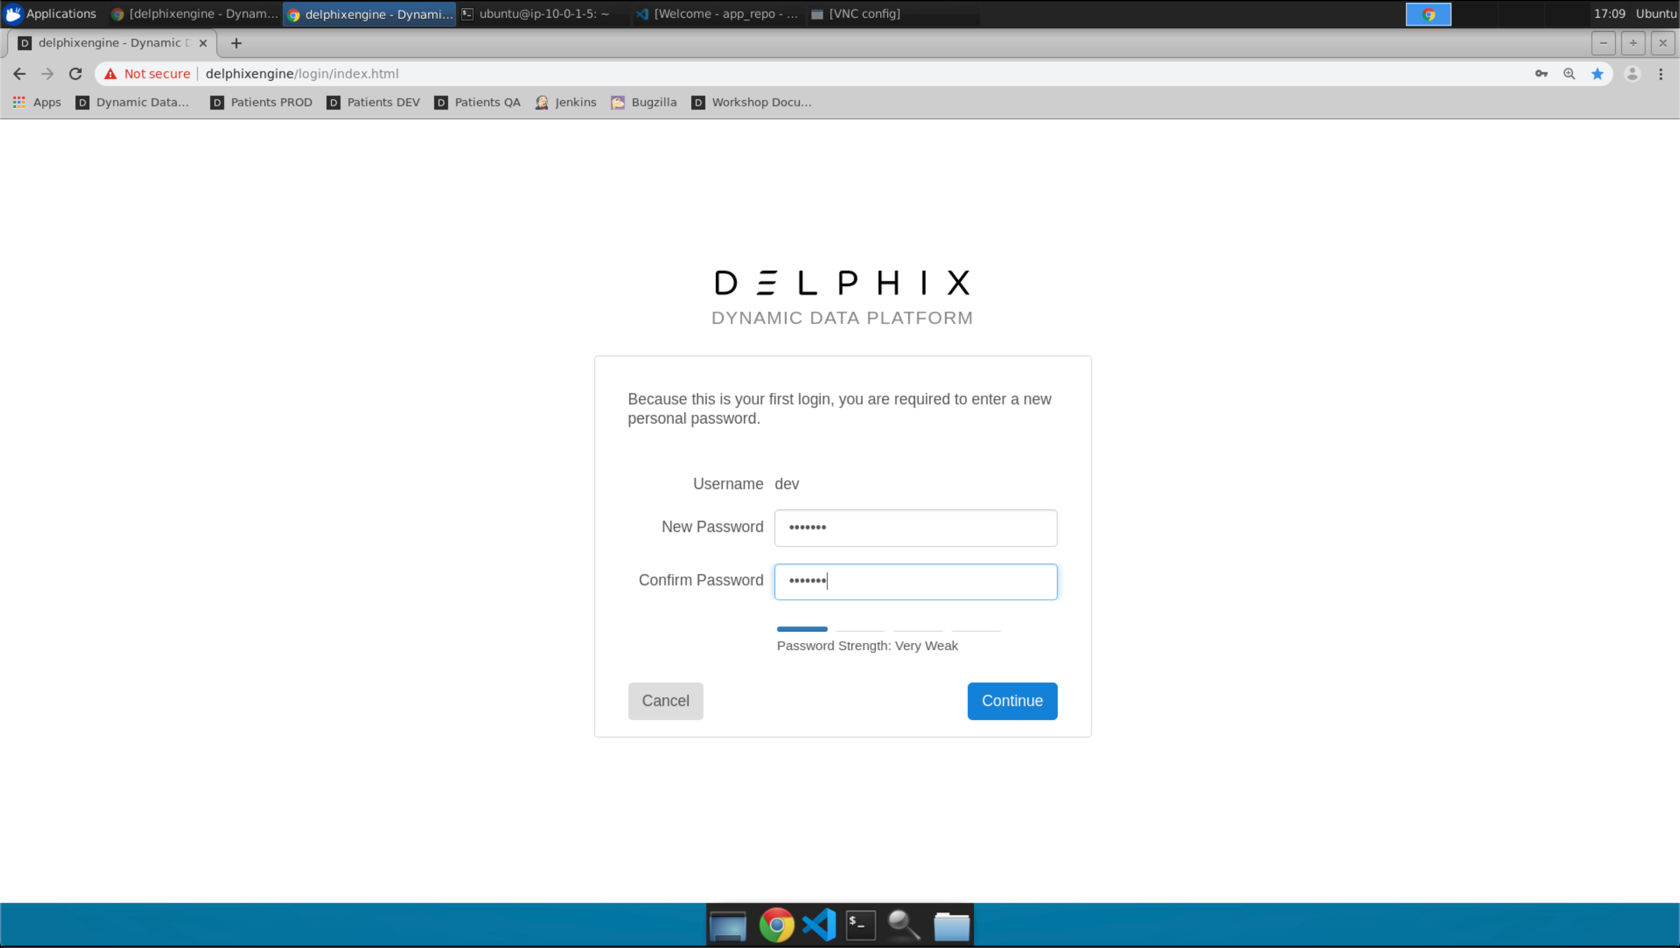 Applications [delphixengine - Dynam... delphixengine - Dynami... ubuntu@ip-10-0-1-5: ~ [Welcome - app_repo - ... [VNC config] 17:09 Ubuntu
delphixengine - Dynamic D
Not secure delphixengine/login/index.html
Apps Dynamic Data... Patients PROD Patients DEV Patients QA Jenkins Bugzilla Workshop Docu...
DELPHIX
DYNAMIC DATA PLATFORM
Because this is your first login, you are required to enter a new
personal password.
Username dev
New Password •••••••
Confirm Password •••••••
Password Strength: Very Weak
Cancel Continue
$_